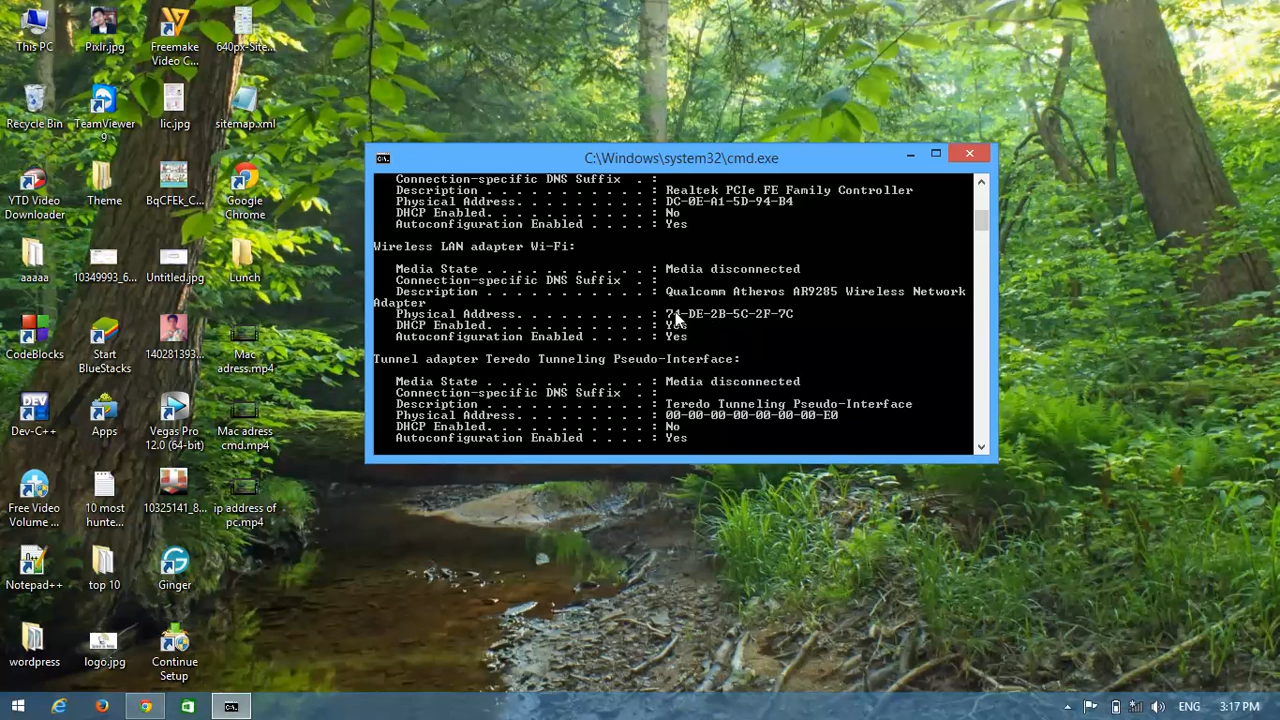 This PC
Pixlr.jpg
Freemake
Video C...
640px-Site...
Recycle Bin
TeamViewer
9
lic.jpg
sitemap.xml
YTD Video
Downloader
Theme
BqCFEk_C...
Google
Chrome
aaaaa
10349993_6...
Untitled.jpg
Lunch
CodeBlocks
Start
BlueStacks
140281393...
Mac
adress.mp4
Dev-C++
Apps
Vegas Pro
12.0 (64-bit)
Mac adress
cmd.mp4
Free Video
Volume ...
10 most
hunte...
10325141_8...
ip address of
pc.mp4
Notepad++
top 10
Ginger
wordpress
logo.jpg
Continue
Setup
C:\Windows\system32\cmd.exe
Connection-specific DNS Suffix . :
Description . . . . . . . . . . . : Realtek PCIe FE Family Controller
Physical Address. . . . . . . . . : DC-0E-A1-5D-94-B4
DHCP Enabled. . . . . . . . . . . : No
Autoconfiguration Enabled . . . . : Yes
Wireless LAN adapter Wi-Fi:
Media State . . . . . . . . . . . : Media disconnected
Connection-specific DNS Suffix . :
Description . . . . . . . . . . . : Qualcomm Atheros AR9285 Wireless Network
Adapter
Physical Address. . . . . . . . . : 74-DE-2B-5C-2F-7C
DHCP Enabled. . . . . . . . . . . : Yes
Autoconfiguration Enabled . . . . : Yes
Tunnel adapter Teredo Tunneling Pseudo-Interface:
Media State . . . . . . . . . . . : Media disconnected
Connection-specific DNS Suffix . :
Description . . . . . . . . . . . : Teredo Tunneling Pseudo-Interface
Physical Address. . . . . . . . . : 00-00-00-00-00-00-00-E0
DHCP Enabled. . . . . . . . . . . : No
Autoconfiguration Enabled . . . . : Yes
ENG
3:17 PM